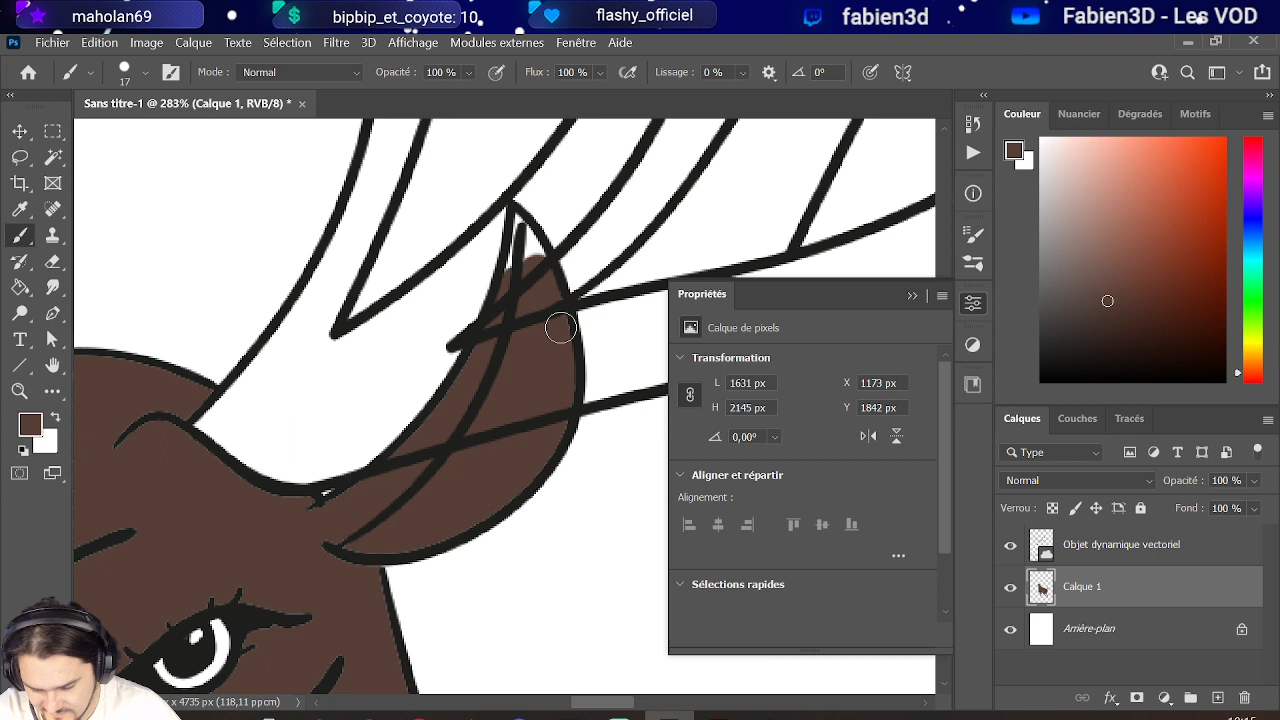 maholan69
bipbip_et_coyote: 10
flashy_officiel
fabien3d
Fabien3D - Les VOD
Ps Fichier Edition Image Calque Texte Sélection Filtre 3D Affichage Modules externes Fenêtre Aide
17 Mode : Normal Opacité : 100 % Flux : 100 % Lissage : 0 % 0°
Sans titre-1 @ 283% (Calque 1, RVB/8) * ×
Couleur Nuancier Dégradés Motifs
Propriétés
Calque de pixels
Transformation
L 1631 px X 1173 px
H 2145 px Y 1842 px
0,00°
Aligner et répartir
Alignement :
Sélections rapides
Calques Couches Tracés
Type
Normal Opacité : 100 %
Verrou : Fond : 100 %
Objet dynamique vectoriel
Calque 1
Arrière-plan
x 4735 px (118,11 ppcm)